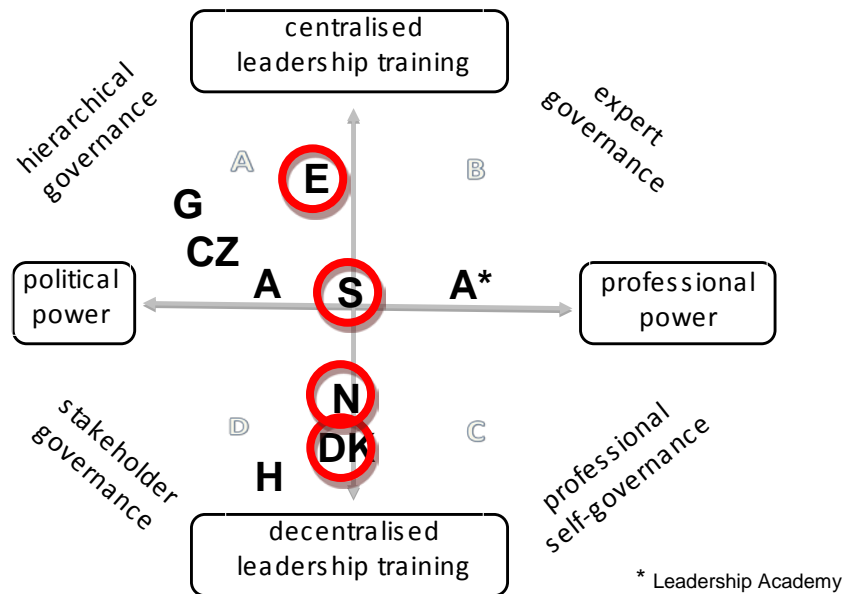 centralised
leadership training
hierarchical
governance
expert
governance
A
B
E
G
CZ
political
power
A
S
A*
professional
power
N
stakeholder
governance
D
C
DK
H
professional
self-governance
decentralised
leadership training
* Leadership Academy